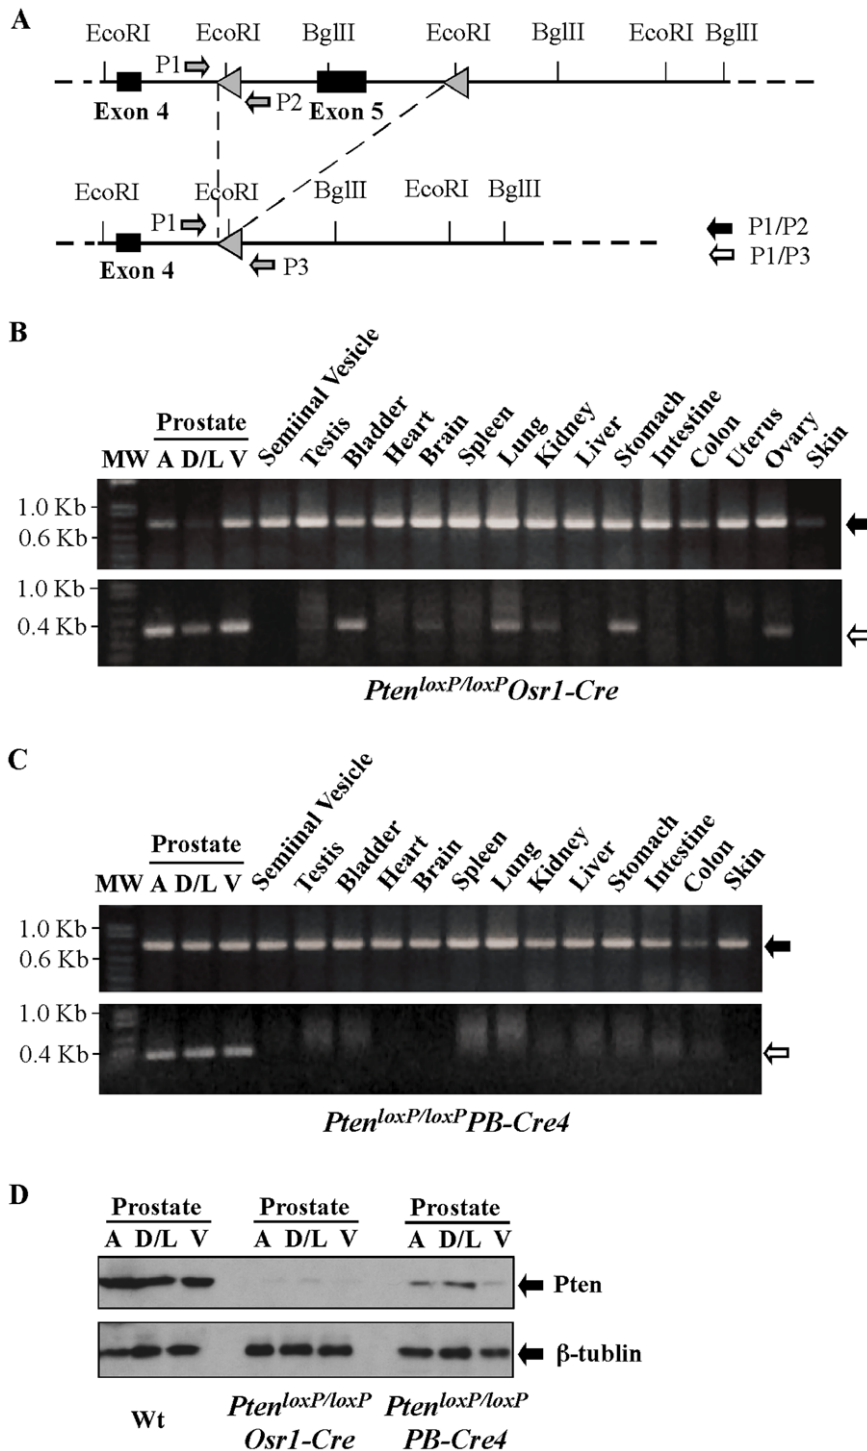 A
EcoRI EcoRI BglII EcoRI BglII EcoRI BglII
P1
P2
Exon 4 Exon 5
EcoRI EcoRI BglII EcoRI BglII
P1
P3
Exon 4
P1/P2
P1/P3
B
Prostate
MW A D/L V Semiinal Vesicle Testis Bladder Heart Brain Spleen Lung Kidney Liver Stomach Intestine Colon Uterus Ovary Skin
1.0 Kb
0.6 Kb
1.0 Kb
0.4 Kb
Pten loxP/loxP Osr1-Cre
C
Prostate
MW A D/L V Semiinal Vesicle Testis Bladder Heart Brain Spleen Lung Kidney Liver Stomach Intestine Colon Skin
1.0 Kb
0.6 Kb
1.0 Kb
0.4 Kb
Pten loxP/loxP PB-Cre4
D
Prostate Prostate Prostate
A D/L V A D/L V A D/L V
Pten
β-tublin
Wt
Pten loxP/loxP Pten loxP/loxP
Osr1-Cre PB-Cre4